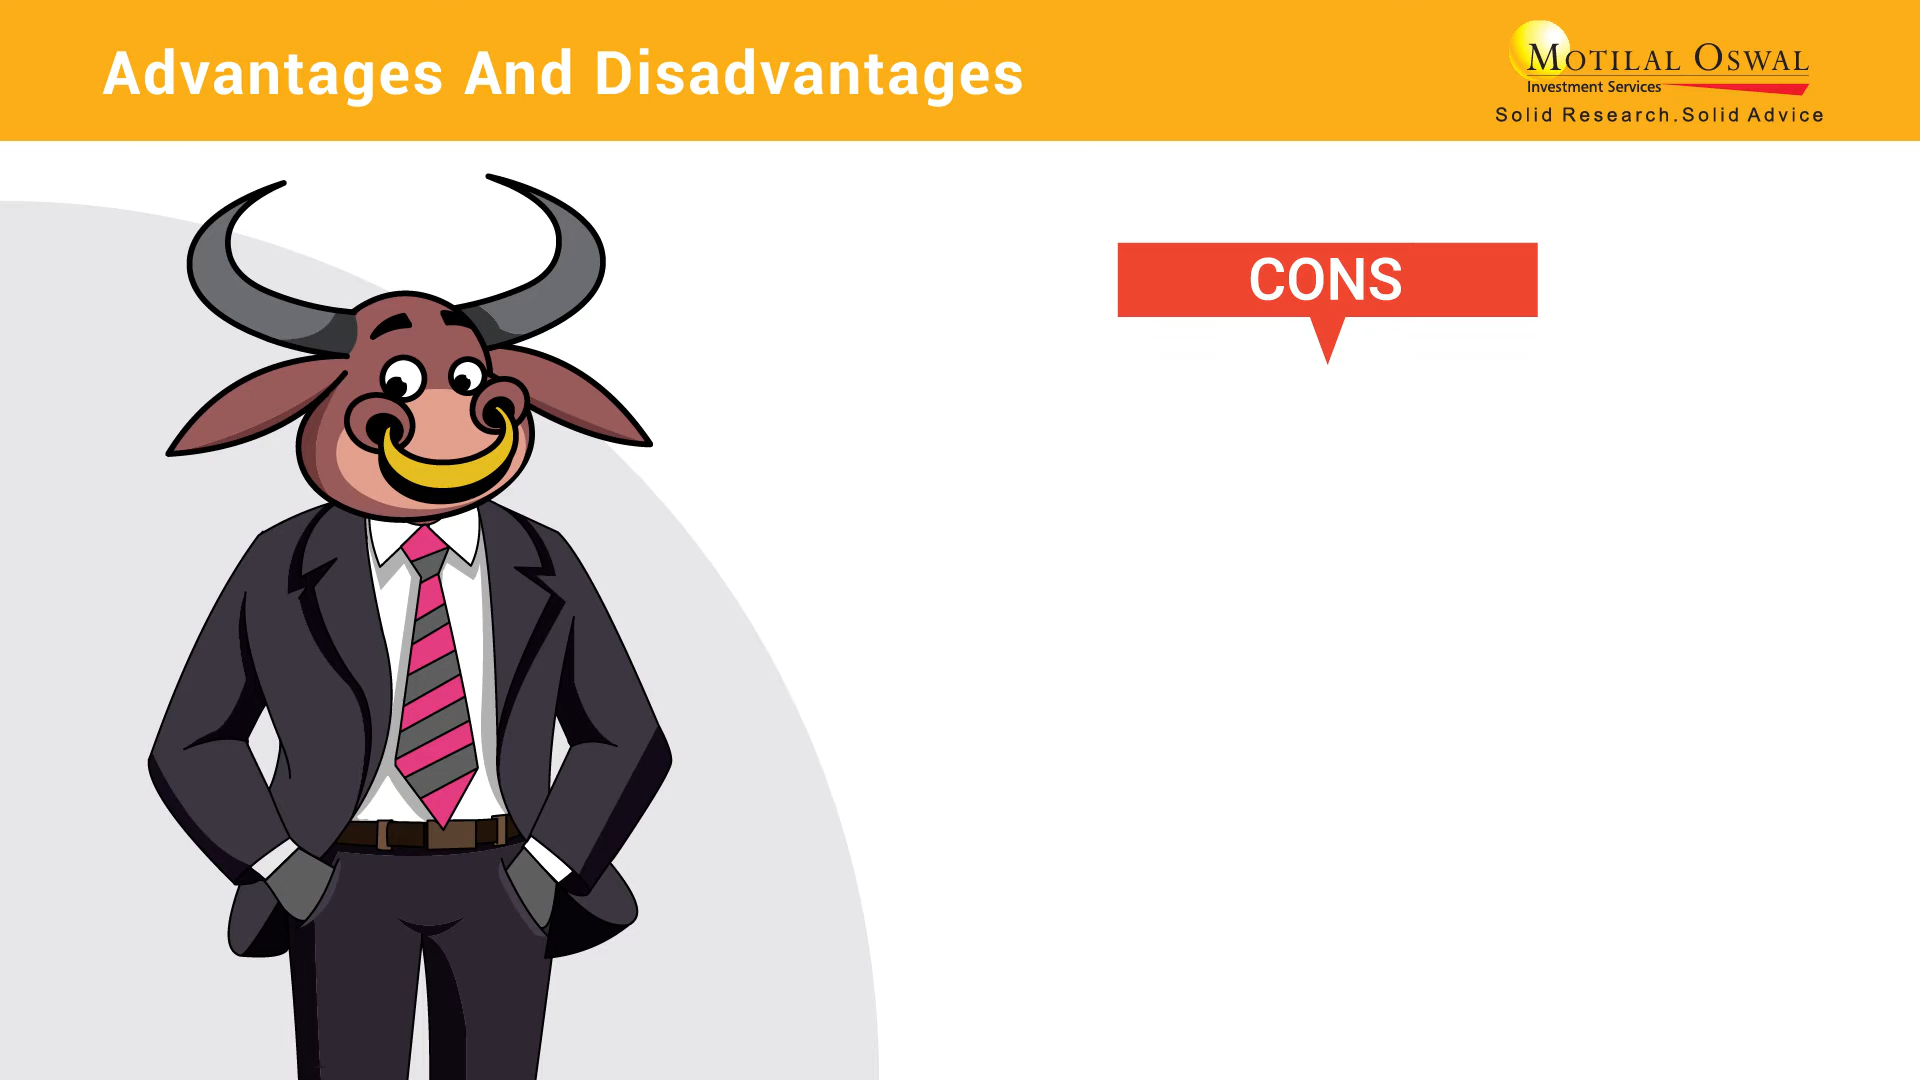 Advantages And Disadvantages
MOTILAL OSWAL
Investment Services
Solid Research.Solid Advice
CONS